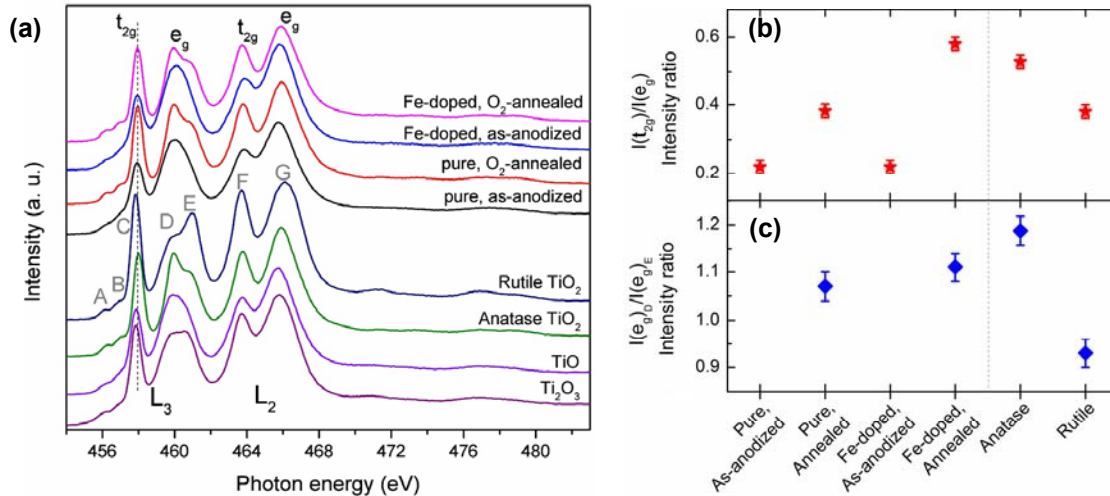 (a)
t2g
eg
t2g
eg
Fe-doped, O2-annealed
Fe-doped, as-anodized
pure, O2-annealed
pure, as-anodized
A
B
C
D
E
F
G
Rutile TiO2
Anatase TiO2
TiO
Ti2O3
L3
L2
Intensity (a. u.)
456
460
464
468
472
476
480
Photon energy (eV)
(b)
I(t2g)/I(eg)
Intensity ratio
0.6
0.4
0.2
(c)
I(eg)D/I(eg)E
Intensity ratio
1.2
1.1
1.0
0.9
Pure,
As-anodized
Pure,
Annealed
Fe-doped,
As-anodized
Fe-doped,
Annealed
Anatase
Rutile